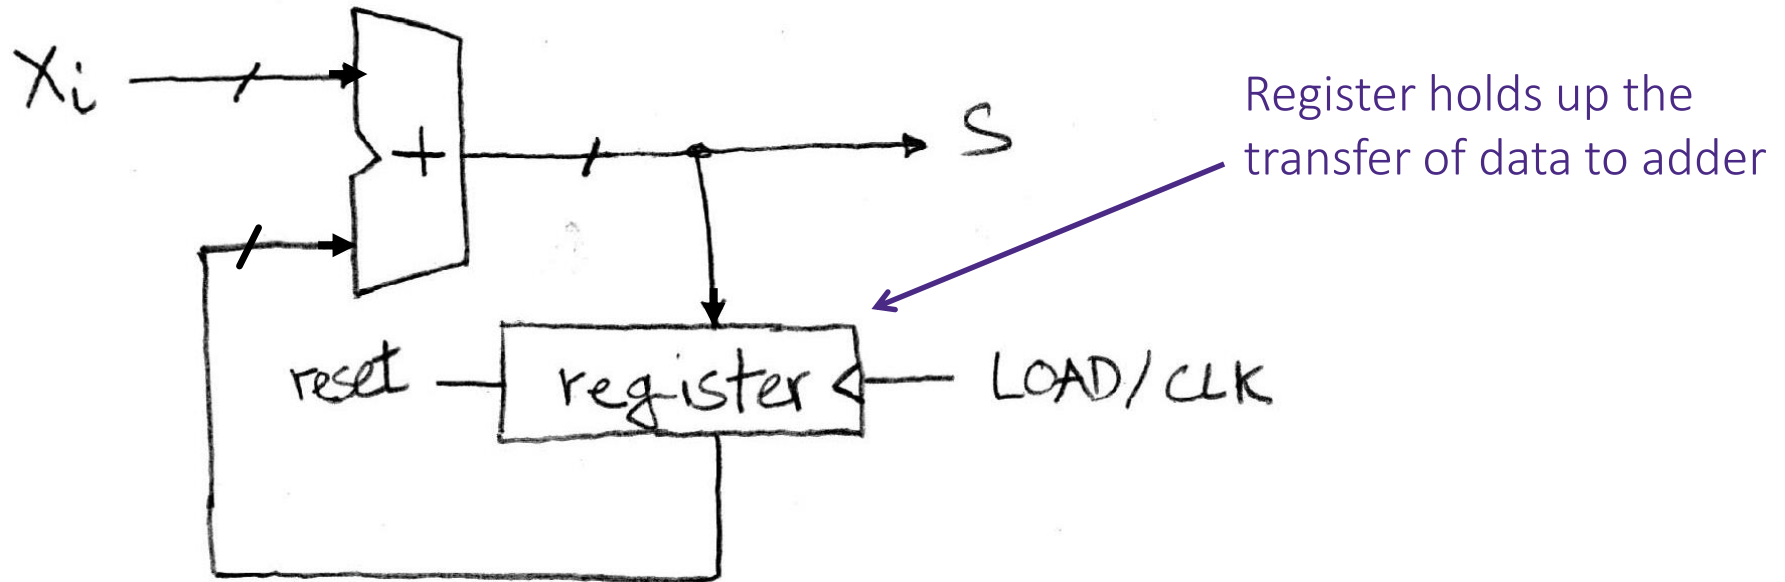 Xi
+
S
Register holds up the
transfer of data to adder
reset
register
LOAD/CLK